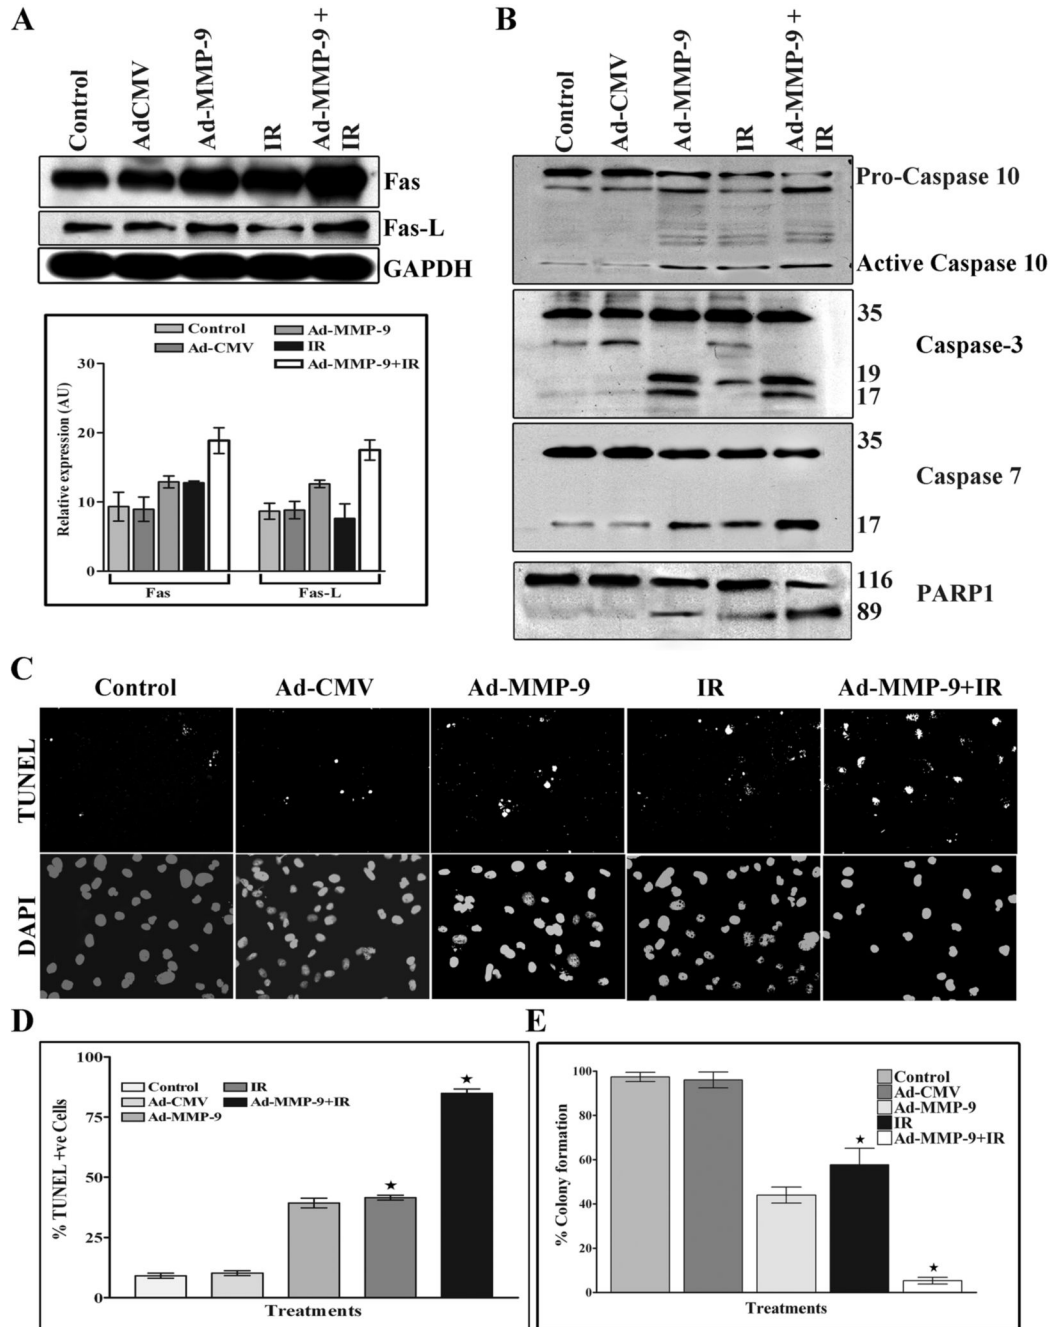 A
Control
AdCMV
Ad-MMP-9
IR
Ad-MMP-9 +
IR
Fas
Fas-L
GAPDH
Control
Ad-CMV
Ad-MMP-9
IR
Ad-MMP-9+IR
Relative expression (AU)
30
20
10
0
Fas
Fas-L
B
Control
Ad-CMV
Ad-MMP-9
IR
Ad-MMP-9 +
IR
Pro-Caspase 10
Active Caspase 10
35
Caspase-3
19
17
35
Caspase 7
17
116
PARP1
89
C
Control
Ad-CMV
Ad-MMP-9
IR
Ad-MMP-9+IR
TUNEL
DAPI
D
% TUNEL +ve Cells
100
75
50
25
0
Control
Ad-CMV
Ad-MMP-9
IR
Ad-MMP-9+IR
Treatments
E
% Colony formation
100
80
60
40
20
0
Control
Ad-CMV
Ad-MMP-9
IR
Ad-MMP-9+IR
Treatments